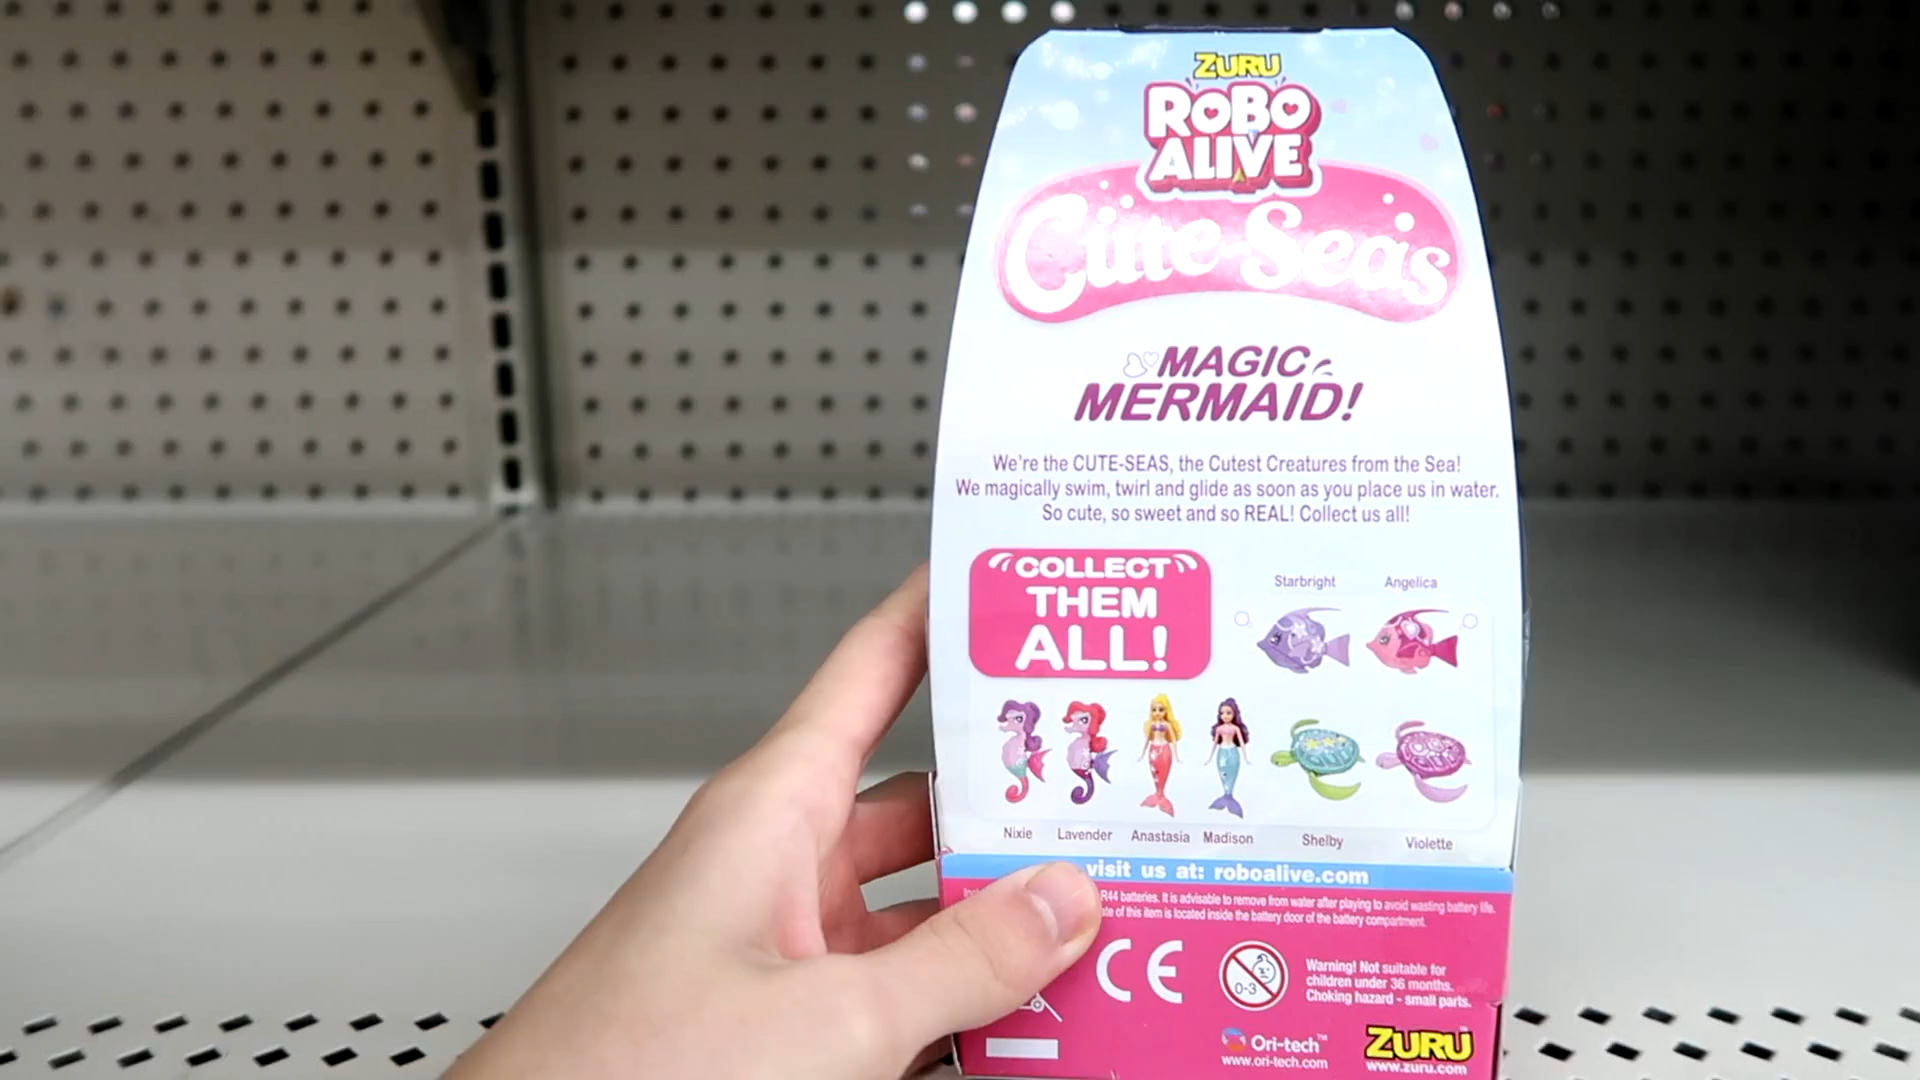 ZURU
ROBO
ALIVE
Cute-Seas
MAGIC
MERMAID!
We're the CUTE-SEAS, the Cutest Creatures from the Sea!
We magically swim, twirl and glide as soon as you place us in water.
So cute, so sweet and so REAL! Collect us all!
COLLECT
THEM
ALL!
Starbright Angelica
Nixie Lavender Anastasia Madison Shelby Violette
visit us at: roboalive.com
R44 batteries. It is advisable to remove from water after playing to avoid wasting battery life.
of this item is located inside the battery door of the battery compartment.
CE
0-3
Warning! Not suitable for
children under 36 months.
Choking hazard - small parts.
Ori-tech™
www.ori-tech.com
ZURU™
www.zuru.com